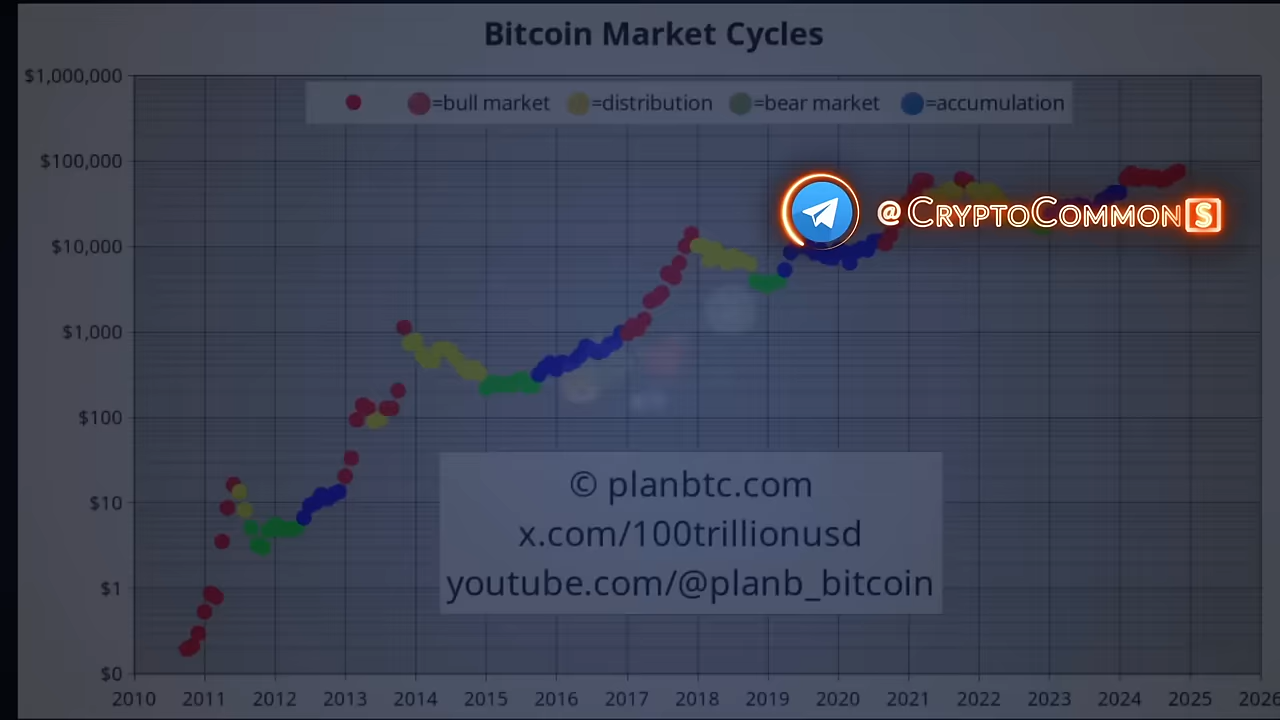 Bitcoin Market Cycles
$1,000,000
=bull market =distribution =bear market =accumulation
$100,000
@CRYPTOCOMMONS
$10,000
$1,000
$100
© planbtc.com
$10
x.com/100trillionusd
youtube.com/@planb_bitcoin
$1
$0
2010 2011 2012 2013 2014 2015 2016 2017 2018 2019 2020 2021 2022 2023 2024 2025 2026